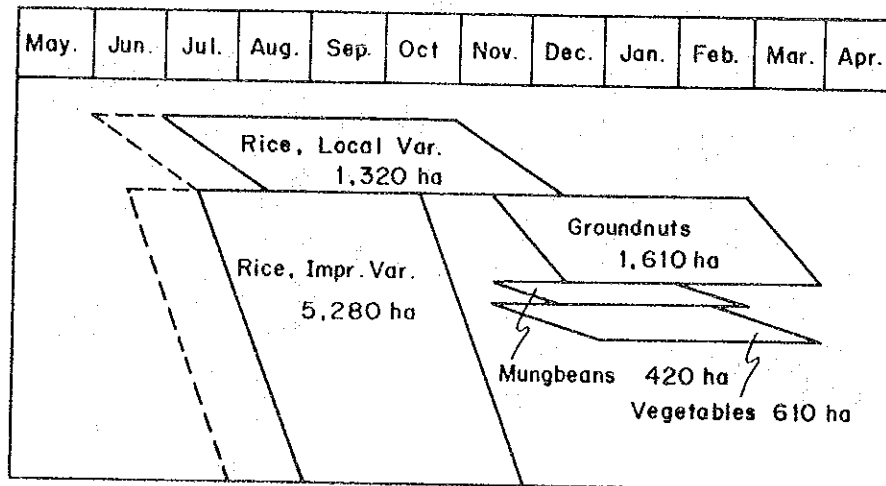 May. Jun. Jul. Aug. Sep. Oct Nov. Dec. Jan. Feb. Mar. Apr.
Rice, Local Var.
1,320 ha
Groundnuts
1,610 ha
Rice, Impr. Var.
5,280 ha
Mungbeans 420 ha
Vegetables 610 ha